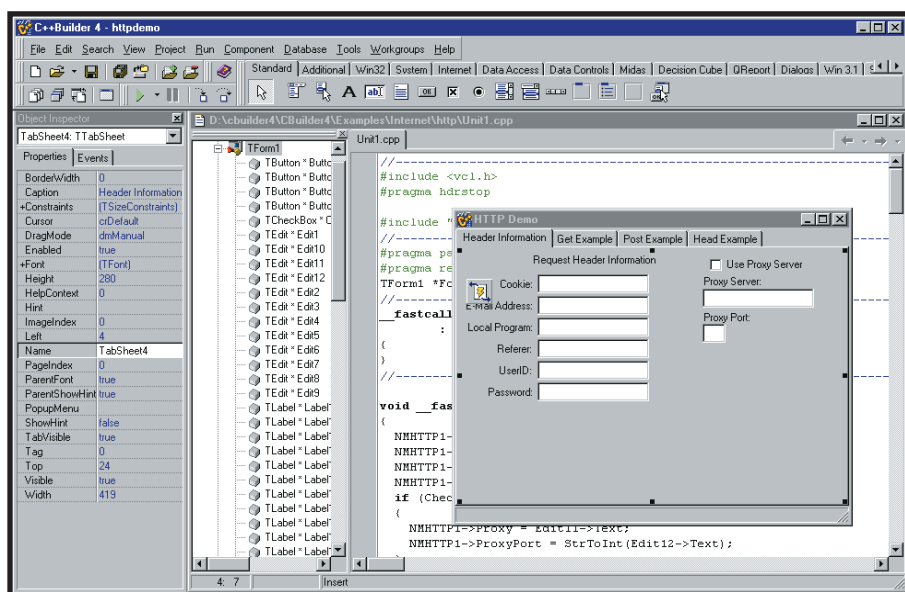 C++Builder 4 - httpdemo
File Edit Search View Project Run Component Database Tools Workgroups Help
Standard Additional Win32 System Internet Data Access Data Controls Midas Decision Cube QReport Dialogs Win 3.1
Object Inspector
TabSheet4: TTabSheet
Properties Events
BorderWidth 0
Caption Header Information
+Constraints (TSizeConstraints)
Cursor crDefault
DragMode dmManual
Enabled true
+Font (TFont)
Height 280
HelpContext 0
Hint
ImageIndex 0
Left 4
Name TabSheet4
PageIndex 0
ParentFont true
ParentShowHint true
PopupMenu
ShowHint false
TabVisible true
Tag 0
Top 24
Visible true
Width 419
D:\cbuilder4\CBuilder4\Examples\Internet\http\Unit1.cpp
TForm1
TButton * Butto
TButton * Butto
TButton * Butto
TButton * Butto
TCheckBox * C
TEdit * Edit1
TEdit * Edit10
TEdit * Edit11
TEdit * Edit12
TEdit * Edit2
TEdit * Edit3
TEdit * Edit4
TEdit * Edit5
TEdit * Edit6
TEdit * Edit7
TEdit * Edit8
TEdit * Edit9
TLabel * Label
TLabel * Label
TLabel * Label
TLabel * Label
TLabel * Label
TLabel * Label
TLabel * Label
TLabel * Label
TLabel * Label
TLabel * Label
TLabel * Label
Unit1.cpp
//
#include <vcl.h>
#pragma hdrstop
#include "
//
#pragma pa
#pragma re
TForm1 *Fo
//
__fastcall
:
{
}
//
void __fas
{
NMHTTP1-
NMHTTP1-
NMHTTP1-
NMHTTP1-
if (Chec
{
NMHTTP1->Proxy = Edit11->Text;
NMHTTP1->ProxyPort = StrToInt(Edit12->Text);
HTTP Demo
Header Information Get Example Post Example Head Example
Request Header Information
Cookie:
E-Mail Address:
Local Program:
Referer:
UserID:
Password:
Use Proxy Server
Proxy Server:
Proxy Port:
4: 7 Insert